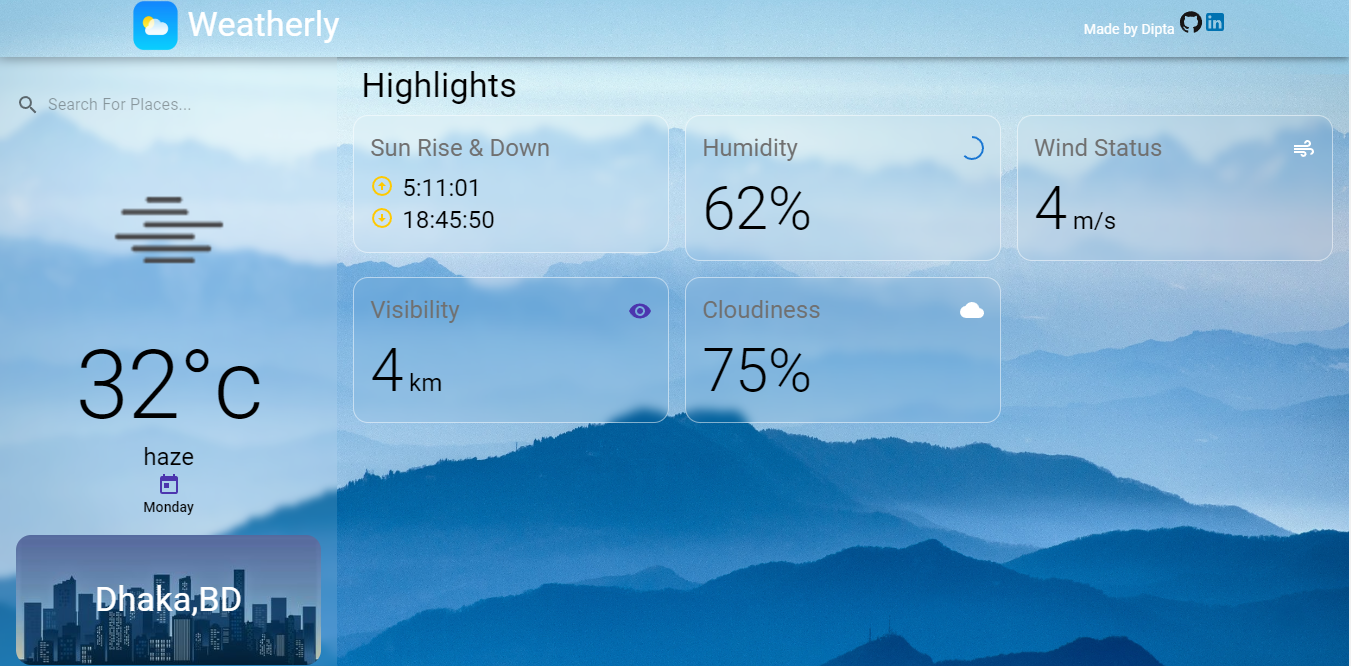 Weatherly
Made by Dipta
in
Search For Places...
32°c
haze
Monday
Dhaka,BD
Highlights
Sun Rise & Down
5:11:01
18:45:50
Humidity
62%
Wind Status
4 m/s
Visibility
4 km
Cloudiness
75%